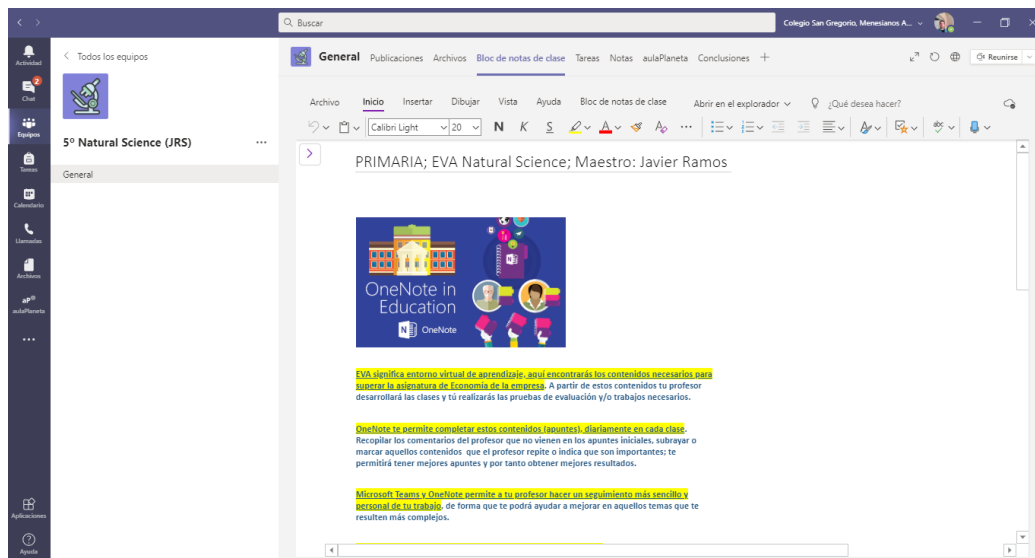 Buscar
Colegio San Gregorio, Menesianos A...
Actividad
Chat
2
Equipos
Tareas
Calendario
Llamadas
Archivos
aP
aulaPlaneta
Aplicaciones
Ayuda
Todos los equipos
5º Natural Science (JRS)
General
General Publicaciones Archivos Bloc de notas de clase Tareas Notas aulaPlaneta Conclusiones
Reunirse
Archivo Inicio Insertar Dibujar Vista Ayuda Bloc de notas de clase Abrir en el explorador ¿Qué desea hacer?
Calibri Light 20 N K S A
abc
PRIMARIA; EVA Natural Science; Maestro: Javier Ramos
OneNote in
Education
N OneNote
EVA significa entorno virtual de aprendizaje, aquí encontrarás los contenidos necesarios para
superar la asignatura de Economía de la empresa. A partir de estos contenidos tu profesor
desarrollará las clases y tú realizarás las pruebas de evaluación y/o trabajos necesarios.
OneNote te permite completar estos contenidos (apuntes), diariamente en cada clase.
Recopilar los comentarios del profesor que no vienen en los apuntes iniciales, subrayar o
marcar aquellos contenidos que el profesor repite o indica que son importantes; te
permitirá tener mejores apuntes y por tanto obtener mejores resultados.
Microsoft Teams y OneNote permite a tu profesor hacer un seguimiento más sencillo y
personal de tu trabajo, de forma que te podrá ayudar a mejorar en aquellos temas que te
resulten más complejos.